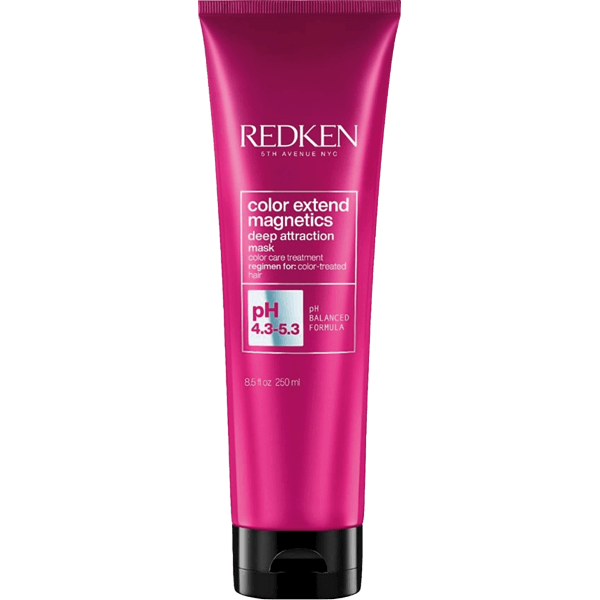 REDKEN
5TH AVENUE NYC
color extend
magnetics
deep attraction
mask
color care treatment
regimen for: color-treated
hair
pH
4.3-5.3
pH
BALANCED
FORMULA
8.5 fl oz 250 ml